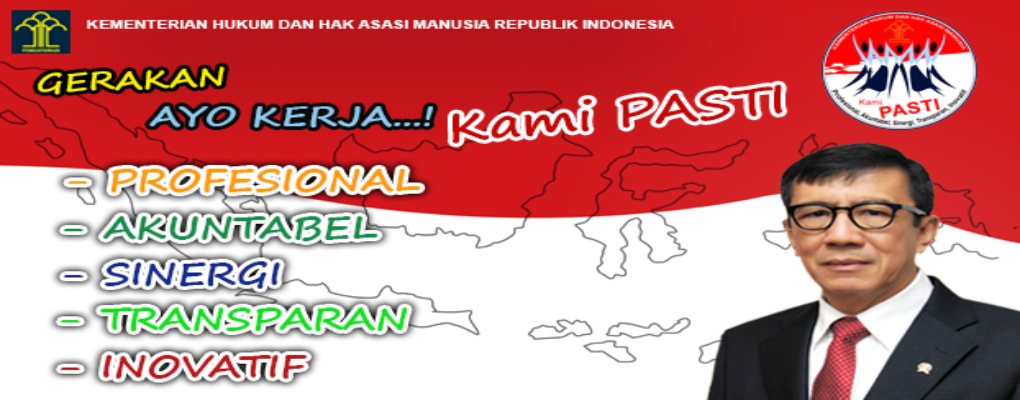 KEMENTERIAN HUKUM DAN HAK ASASI MANUSIA REPUBLIK INDONESIA
PENGAYOMAN
GERAKAN
AYO KERJA...!
Kami PASTI
- PROFESIONAL
- AKUNTABEL
- SINERGI
- TRANSPARAN
- INOVATIF
KEMENTERIAN HUKUM DAN HAK ASASI MANUSIA
Kami
PASTI
Profesional, Akuntabel, Sinergi, Transparan, Inovatif